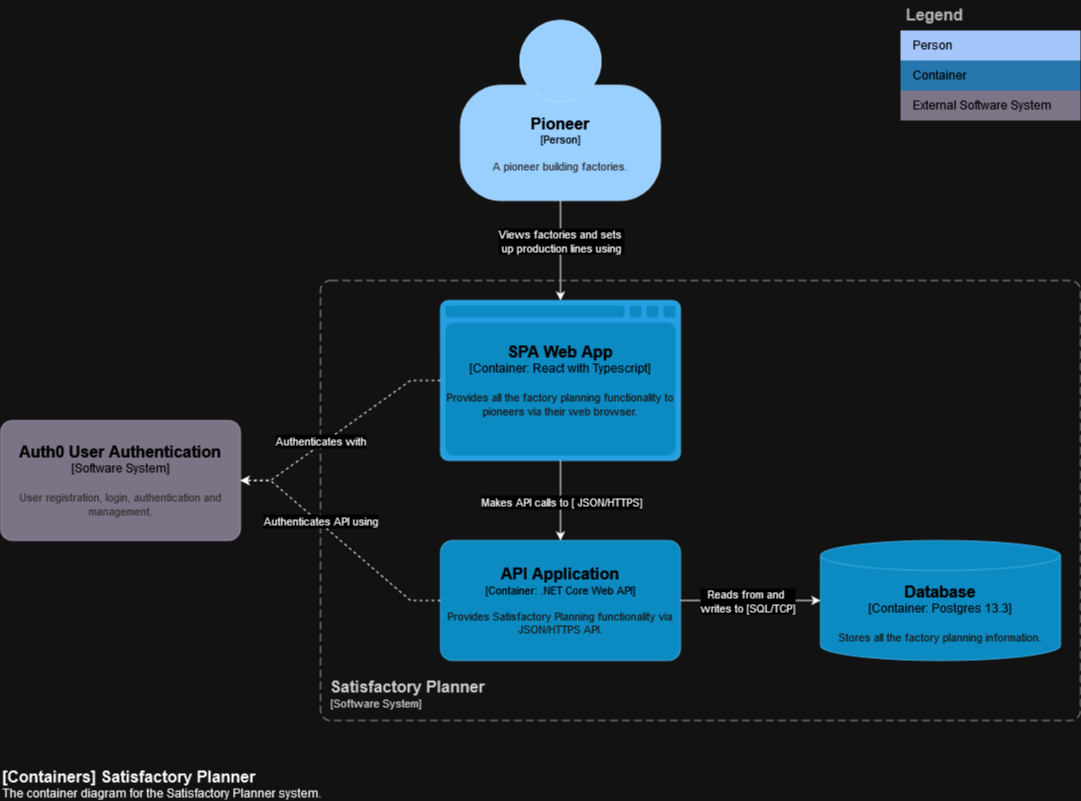 Legend
Person
Container
External Software System
Pioneer
[Person]
A pioneer building factories.
Views factories and sets
up production lines using
SPA Web App
[Container: React with Typescript]
Provides all the factory planning functionality to
pioneers via their web browser.
Authenticates with
Auth0 User Authentication
[Software System]
User registration, login, authentication and
management.
Authenticates API using
Makes API calls to [ JSON/HTTPS]
API Application
[Container: .NET Core Web API]
Provides Satisfactory Planning functionality via
JSON/HTTPS API.
Reads from and
writes to [SQL/TCP]
Database
[Container: Postgres 13.3]
Stores all the factory planning information.
Satisfactory Planner
[Software System]
[Containers] Satisfactory Planner
The container diagram for the Satisfactory Planner system.